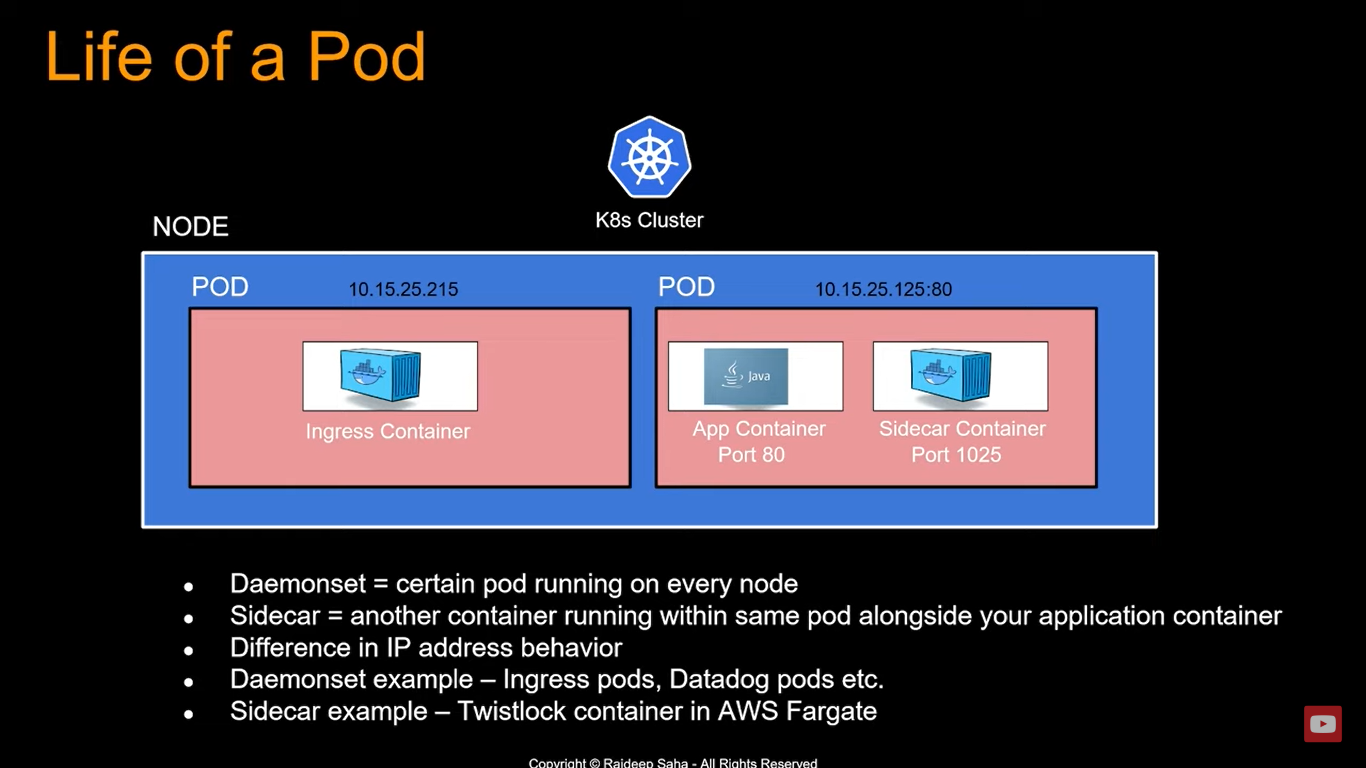 Life of a Pod
K8s Cluster
NODE
POD 10.15.25.215
POD 10.15.25.125:80
Java
Ingress Container
App Container
Port 80
Sidecar Container
Port 1025
• Daemonset = certain pod running on every node
• Sidecar = another container running within same pod alongside your application container
• Difference in IP address behavior
• Daemonset example – Ingress pods, Datadog pods etc.
• Sidecar example – Twistlock container in AWS Fargate
Copyright © Rajdeep Saha - All Rights Reserved